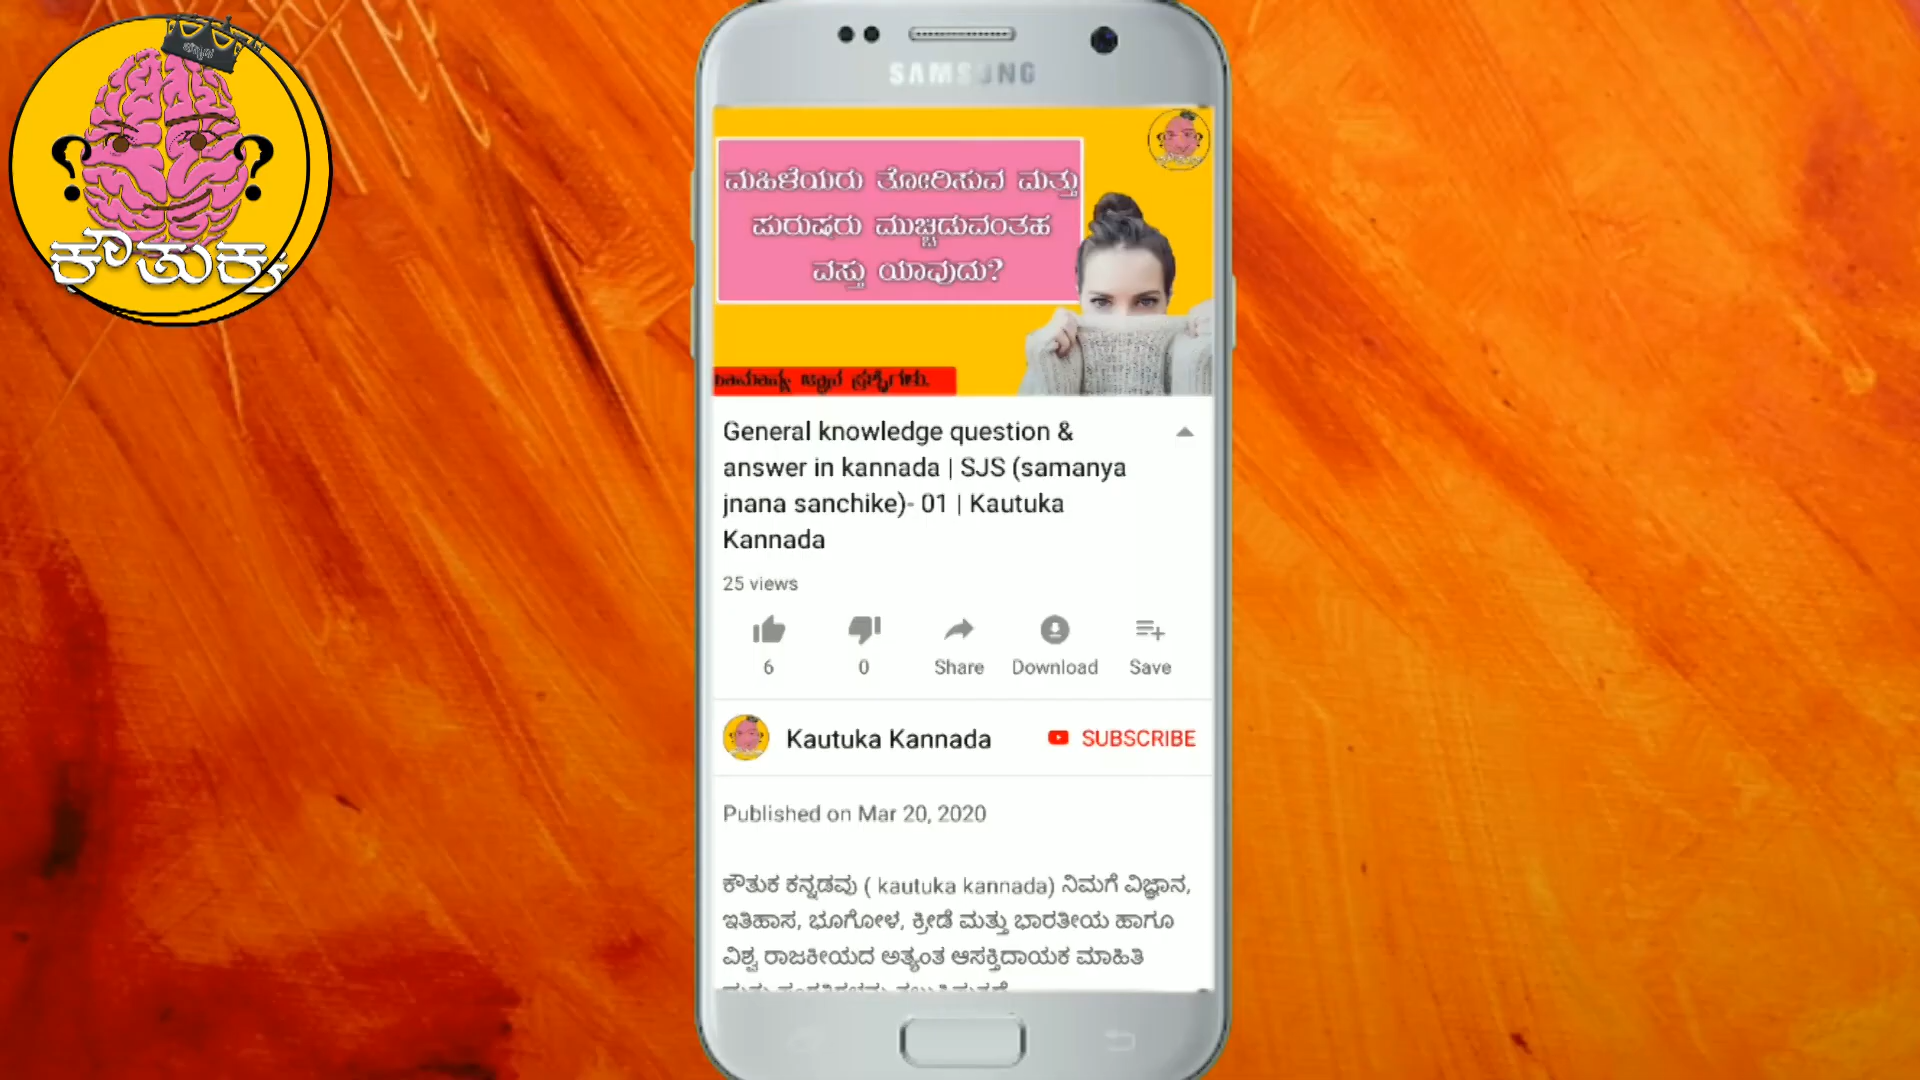 ಕೌತುಕ
SAMSUNG
ಮಹಿಳೆಯರು ತೋರಿಸುವ ಮತ್ತು
ಪುರುಷರು ಮುಚ್ಚಿಡುವಂತಹ
ವಸ್ತು ಯಾವುದು?
ಸಾಮಾನ್ಯ ಜ್ಞಾನ ಪ್ರಶ್ನೆಗಳು.
General knowledge question &
answer in kannada | SJS (samanya
jnana sanchike)- 01 | Kautuka
Kannada
25 views
6 0 Share Download Save
Kautuka Kannada SUBSCRIBE
Published on Mar 20, 2020
ಕೌತುಕ ಕನ್ನಡವು ( kautuka kannada) ನಿಮಗೆ ವಿಜ್ಞಾನ,
ಇತಿಹಾಸ, ಭೂಗೋಳ, ಕ್ರೀಡೆ ಮತ್ತು ಭಾರತೀಯ ಹಾಗೂ
ವಿಶ್ವ ರಾಜಕೀಯದ ಅತ್ಯಂತ ಆಸಕ್ತಿದಾಯಕ ಮಾಹಿತಿ